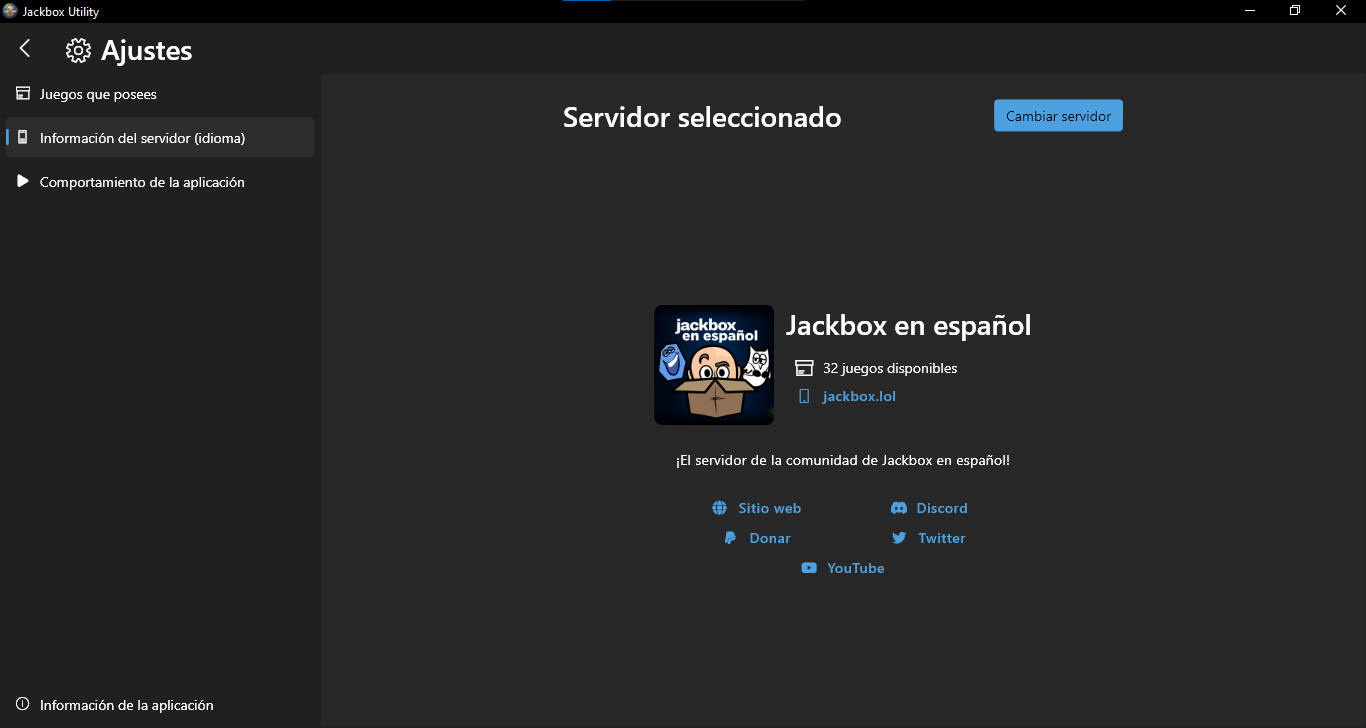 Jackbox Utility
Ajustes
Juegos que posees
Información del servidor (idioma)
Comportamiento de la aplicación
Información de la aplicación
Servidor seleccionado
Cambiar servidor
jackbox
en español
Jackbox en español
32 juegos disponibles
jackbox.lol
¡El servidor de la comunidad de Jackbox en español!
Sitio web
Discord
Donar
Twitter
YouTube